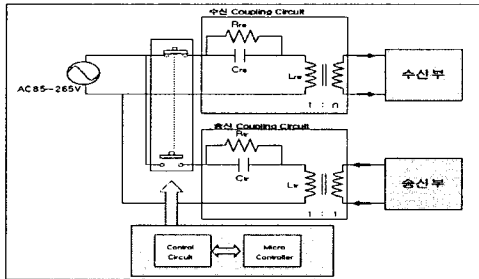 수신 Coupling Circuit
Rre
Cre
Lre
1 : n
수신부
AC85-265V
송신 Coupling Circuit
Rtr
Ctr
Ltr
1 : 1
송신부
Control Circuit
Micro Controller